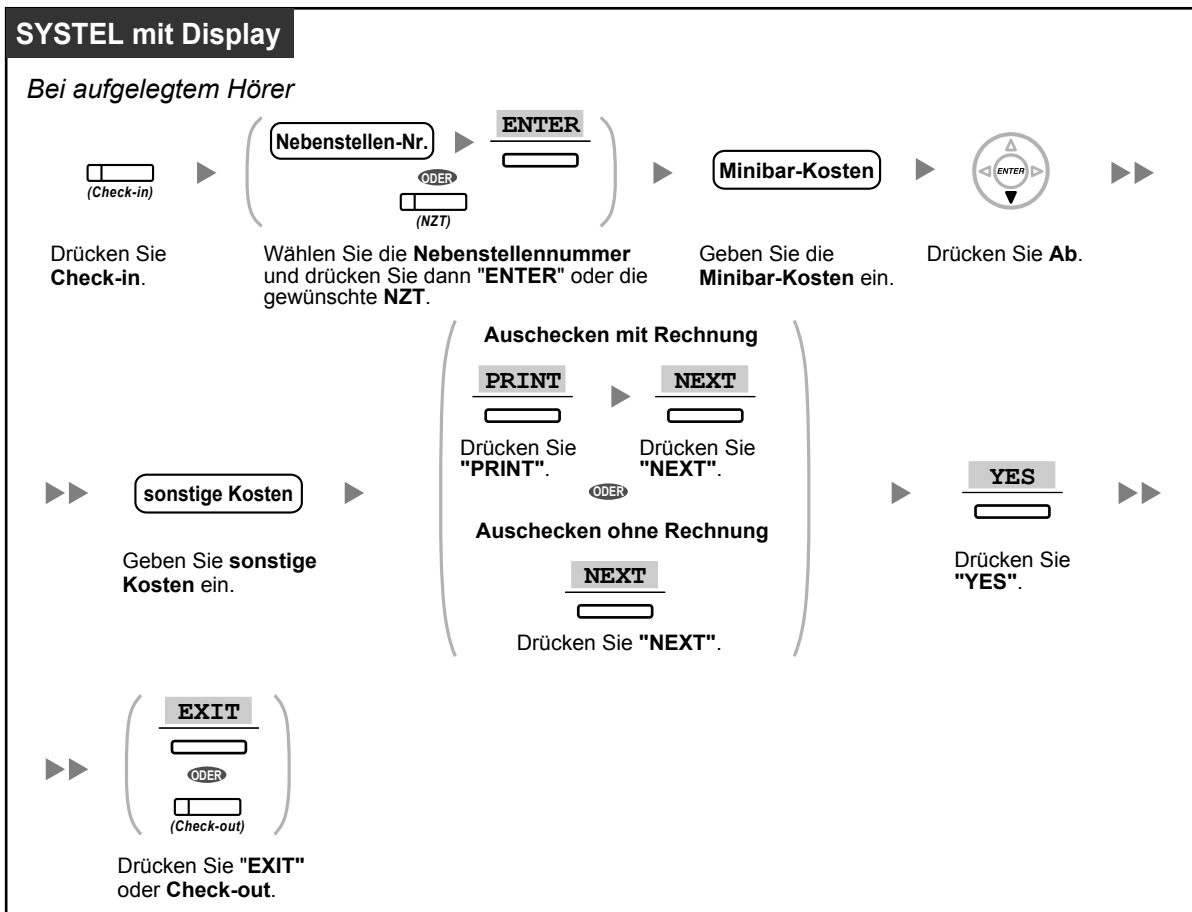 SYSTEL mit Display
Bei aufgelegtem Hörer
(Check-in)
Nebenstellen-Nr.
ENTER
ODER
(NZT)
Minibar-Kosten
ENTER
Drücken Sie
Check-in.
Wählen Sie die Nebenstellennummer
und drücken Sie dann "ENTER" oder die
gewünschte NZT.
Geben Sie die
Minibar-Kosten ein.
Drücken Sie Ab.
sonstige Kosten
Geben Sie sonstige
Kosten ein.
Auschecken mit Rechnung
PRINT
NEXT
Drücken Sie
"PRINT".
Drücken Sie
"NEXT".
ODER
Auschecken ohne Rechnung
NEXT
Drücken Sie "NEXT".
YES
Drücken Sie
"YES".
EXIT
ODER
(Check-out)
Drücken Sie "EXIT"
oder Check-out.